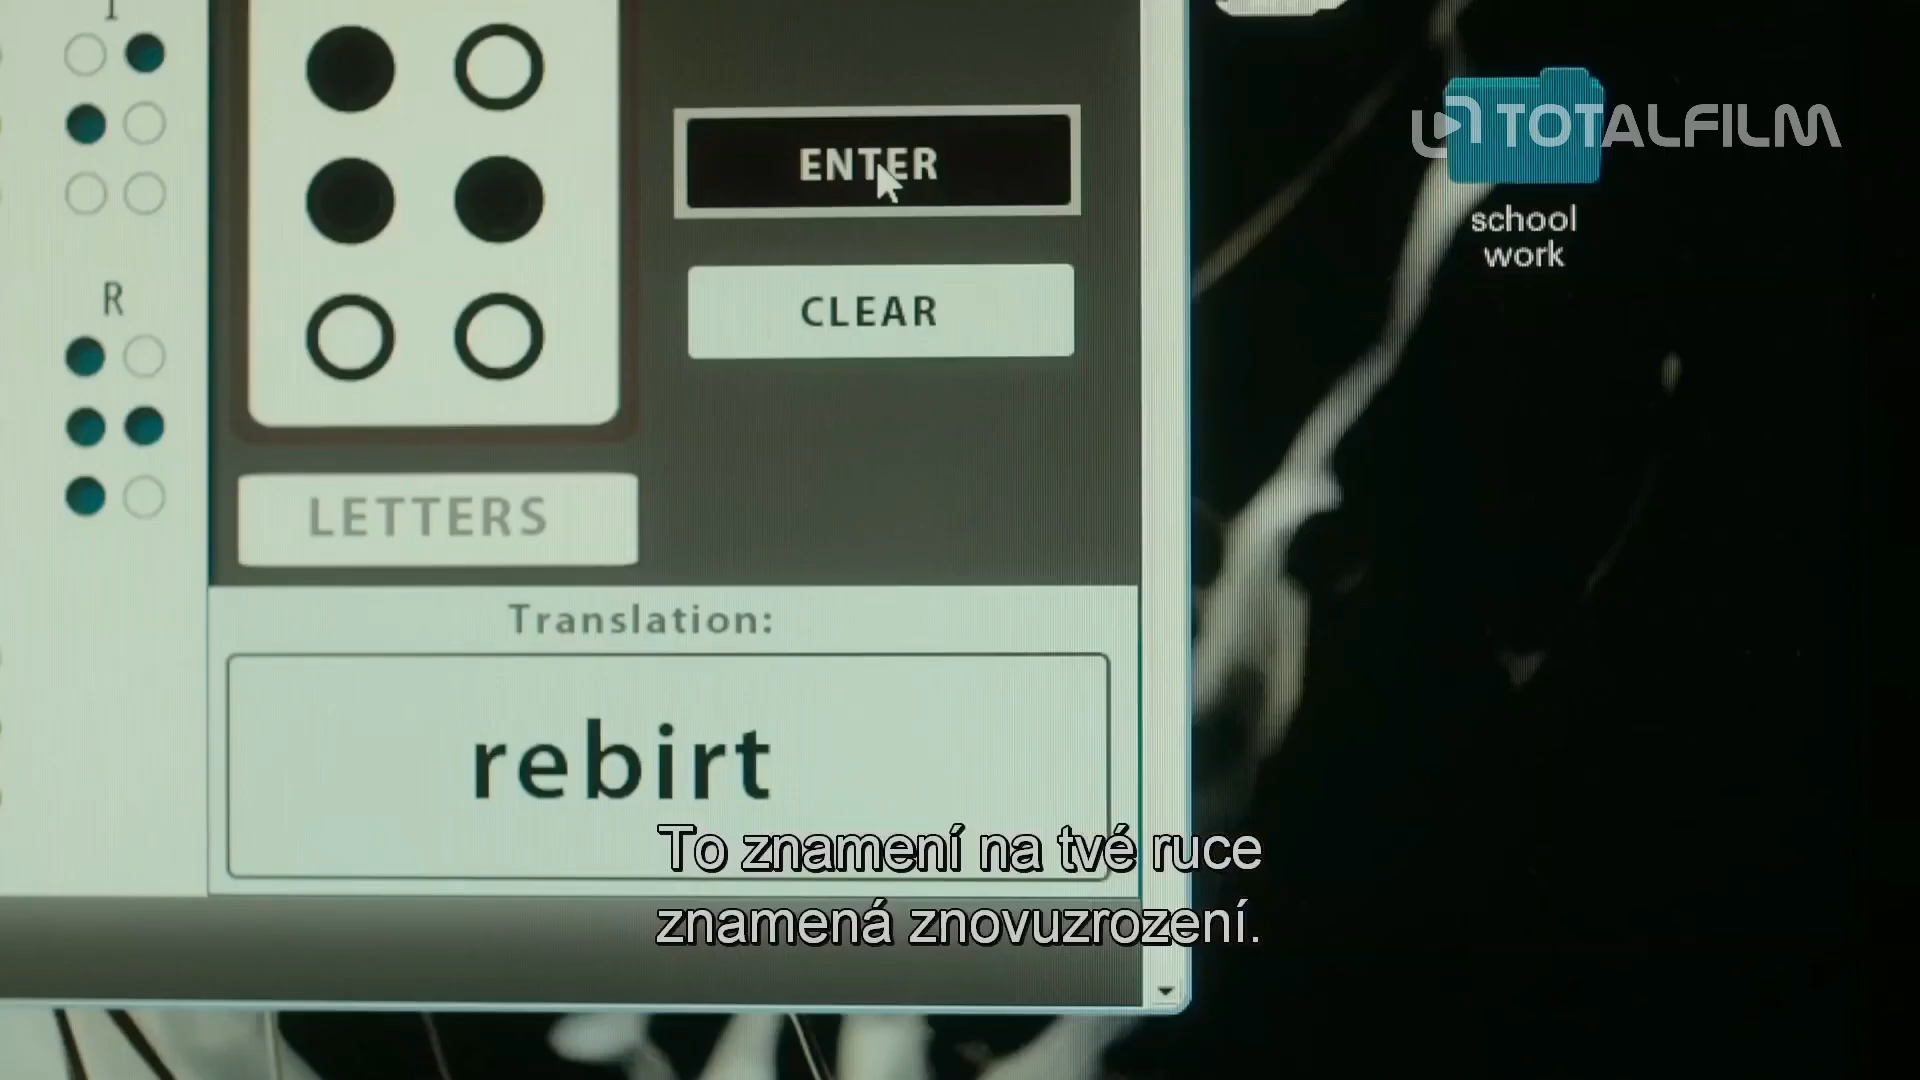 I
TOTALFILM
ENTER
school
work
CLEAR
R
LETTERS
Translation:
rebirt
To znamení na tvé ruce
znamená znovuzrození.